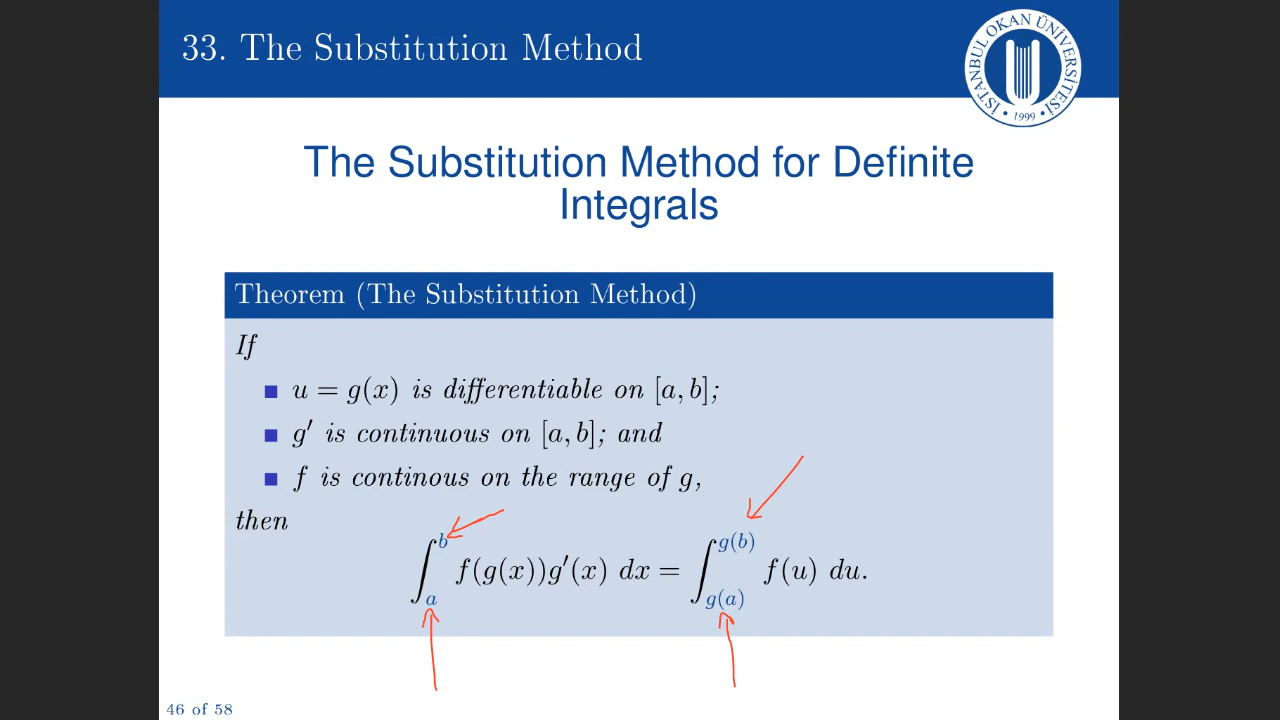 33. The Substitution Method
İSTANBUL OKAN ÜNİVERSİTESİ
• 1999 •
The Substitution Method for Definite
Integrals
Theorem (The Substitution Method)
If
■ u = g(x) is differentiable on [a, b];
■ g′ is continuous on [a, b]; and
■ f is continous on the range of g,
then
∫_a^b f(g(x))g′(x) dx = ∫_{g(a)}^{g(b)} f(u) du.
46 of 58